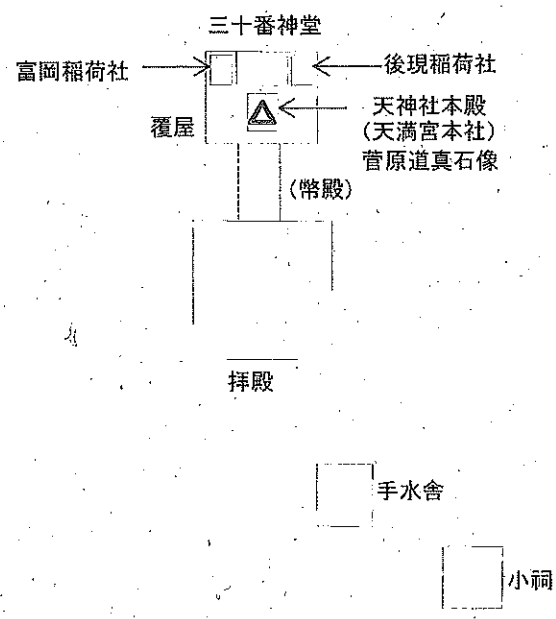 三十番神堂
富岡稲荷社
後現稲荷社
天神社本殿
(天満宮本社)
菅原道真石像
覆屋
(幣殿)
拝殿
手水舎
小祠